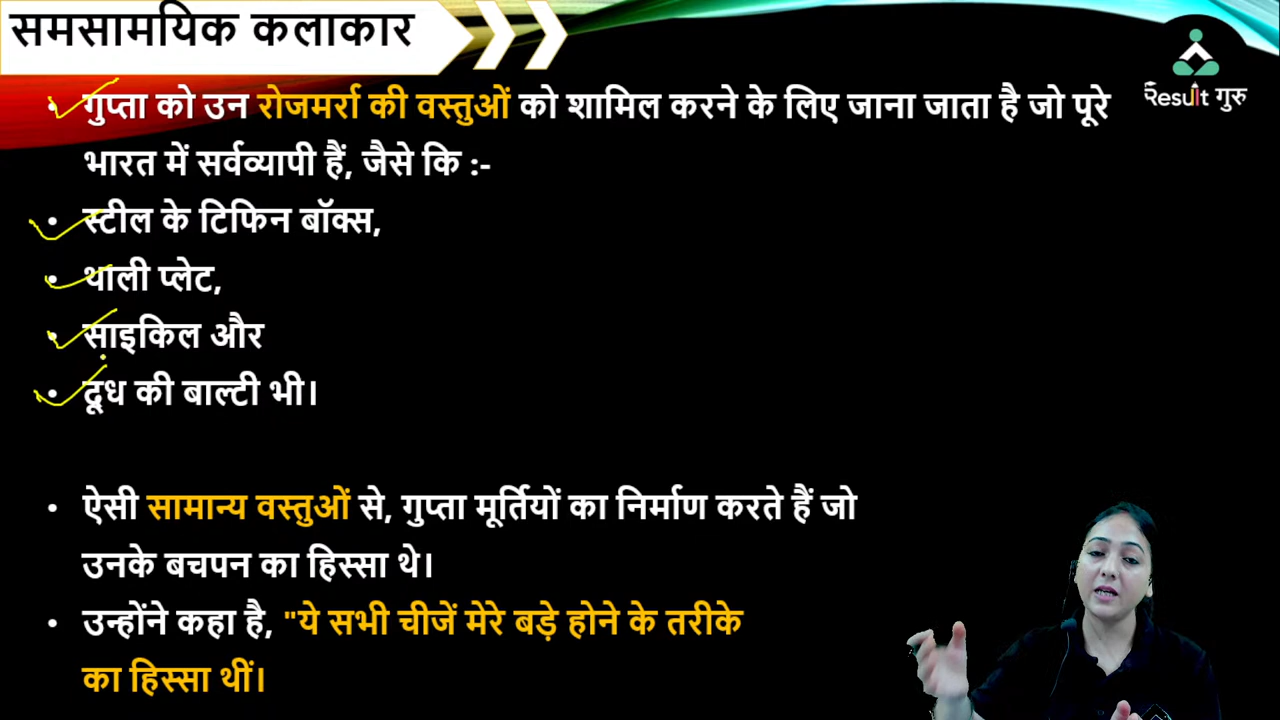 समसामयिक कलाकार
Result गुरु
• गुप्ता को उन रोजमर्रा की वस्तुओं को शामिल करने के लिए जाना जाता है जो पूरे
भारत में सर्वव्यापी हैं, जैसे कि :-
• स्टील के टिफिन बॉक्स,
• थाली प्लेट,
• साइकिल और
• दूध की बाल्टी भी।
• ऐसी सामान्य वस्तुओं से, गुप्ता मूर्तियों का निर्माण करते हैं जो
उनके बचपन का हिस्सा थे।
• उन्होंने कहा है, "ये सभी चीजें मेरे बड़े होने के तरीके
का हिस्सा थीं।